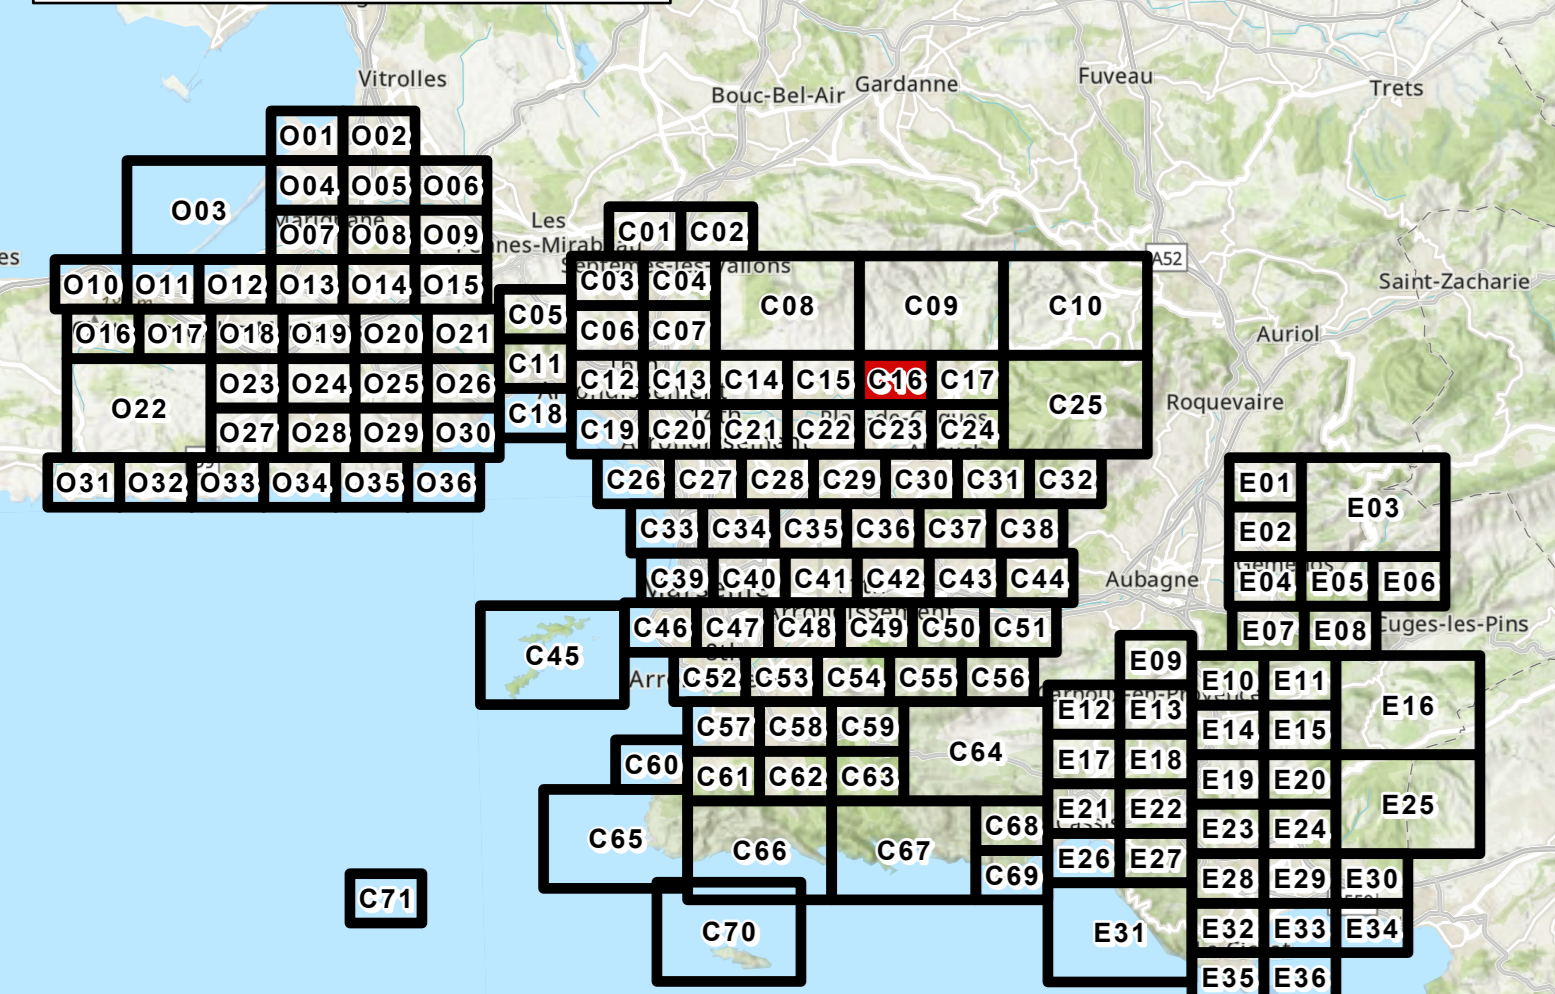 Vitrolles
Bouc-Bel-Air
Gardanne
Fuveau
Trets
O01 O02
O03
O04 O05 O06
Marignane
O07 O08 O09
Les
C01 C02
A52
es
O10 O11 O12 O13 O14 O15
C03 C04
C08
C09
C10
Saint-Zacharie
C05
O16 O17 O18 O19 O20 O21
C06 C07
Auriol
C11
C12 C13 C14 C15 C16 C17
O22
O23 O24 O25 O26
C25
Roquevaire
C18
14th
O27 O28 O29 O30
C19 C20 C21 C22 C23 C24
O31 O32 O33 O34 O35 O36
C26 C27 C28 C29 C30 C31 C32
E01
E03
C33 C34 C35 C36 C37 C38
E02
Gémenos
C39 C40 C41 C42 C43 C44
Aubagne
E04 E05 E06
Arrondissement
C45
C46 C47 C48 C49 C50 C51
E07 E08
Cuges-les-Pins
E09
C52 C53 C54 C55 C56
E10 E11
E16
E12 E13
C57 C58 C59
C64
E14 E15
C60
C61 C62 C63
E17 E18
E19 E20
E25
C65
C66
C67
C68
E21 E22
E23 E24
C69
E26 E27
C71
E28 E29 E30
C70
E31
E32 E33 E34
E35 E36